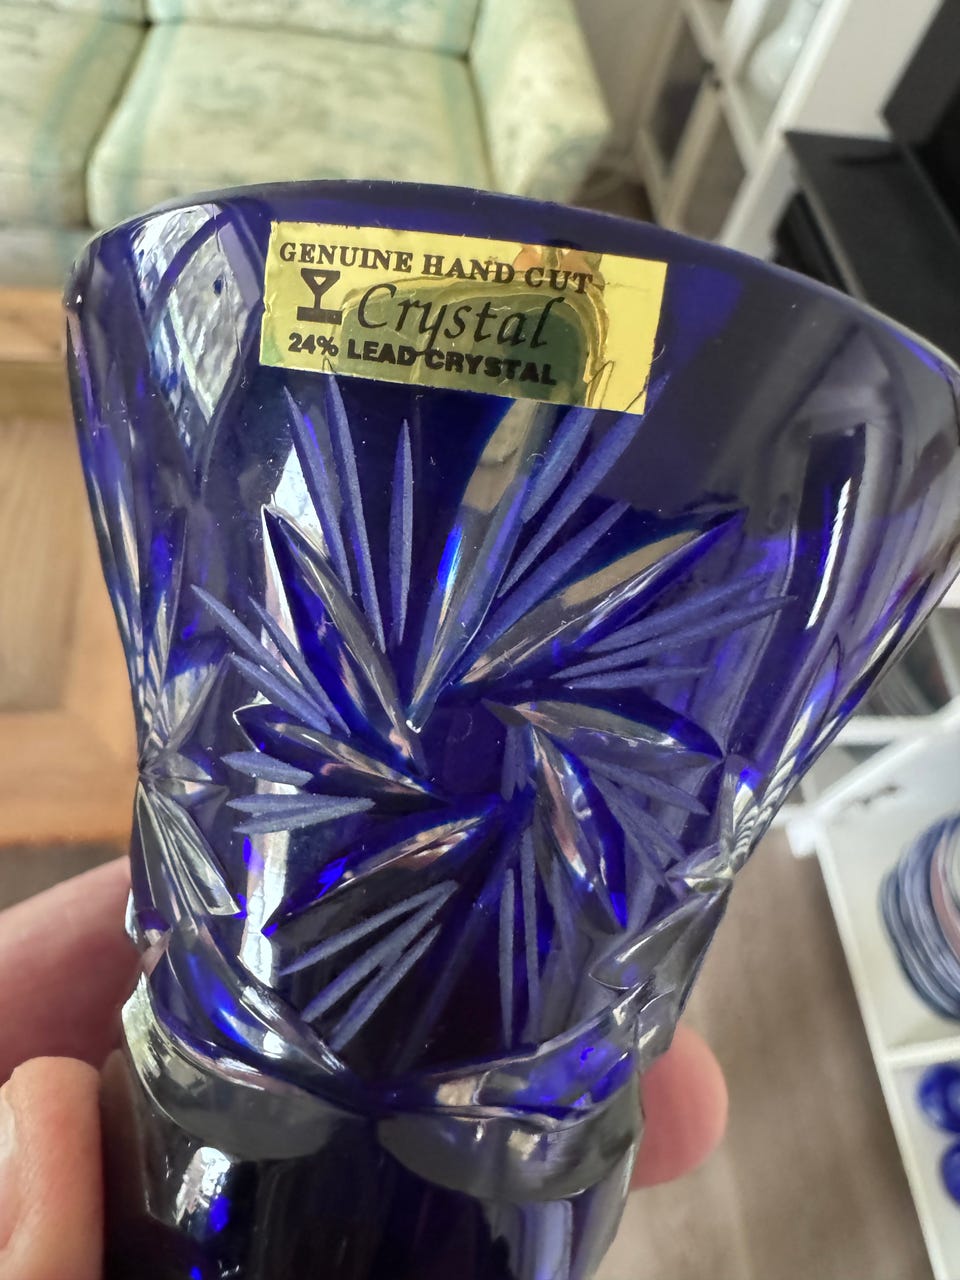 GENUINE HAND CUT
Crystal
24% LEAD CRYSTAL